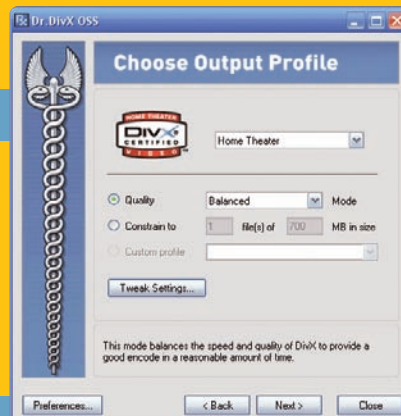 Dr.DivX OSS
Choose Output Profile
HOME THEATER
DIVX
CERTIFIED
VIDEO
Home Theater
Quality
Balanced
Mode
Constrain to
1
file(s) of
700
MB in size
Custom profile
Tweak Settings...
This mode balances the speed and quality of DivX to provide a
good encode in a reasonable amount of time.
Preferences...
< Back
Next >
Close